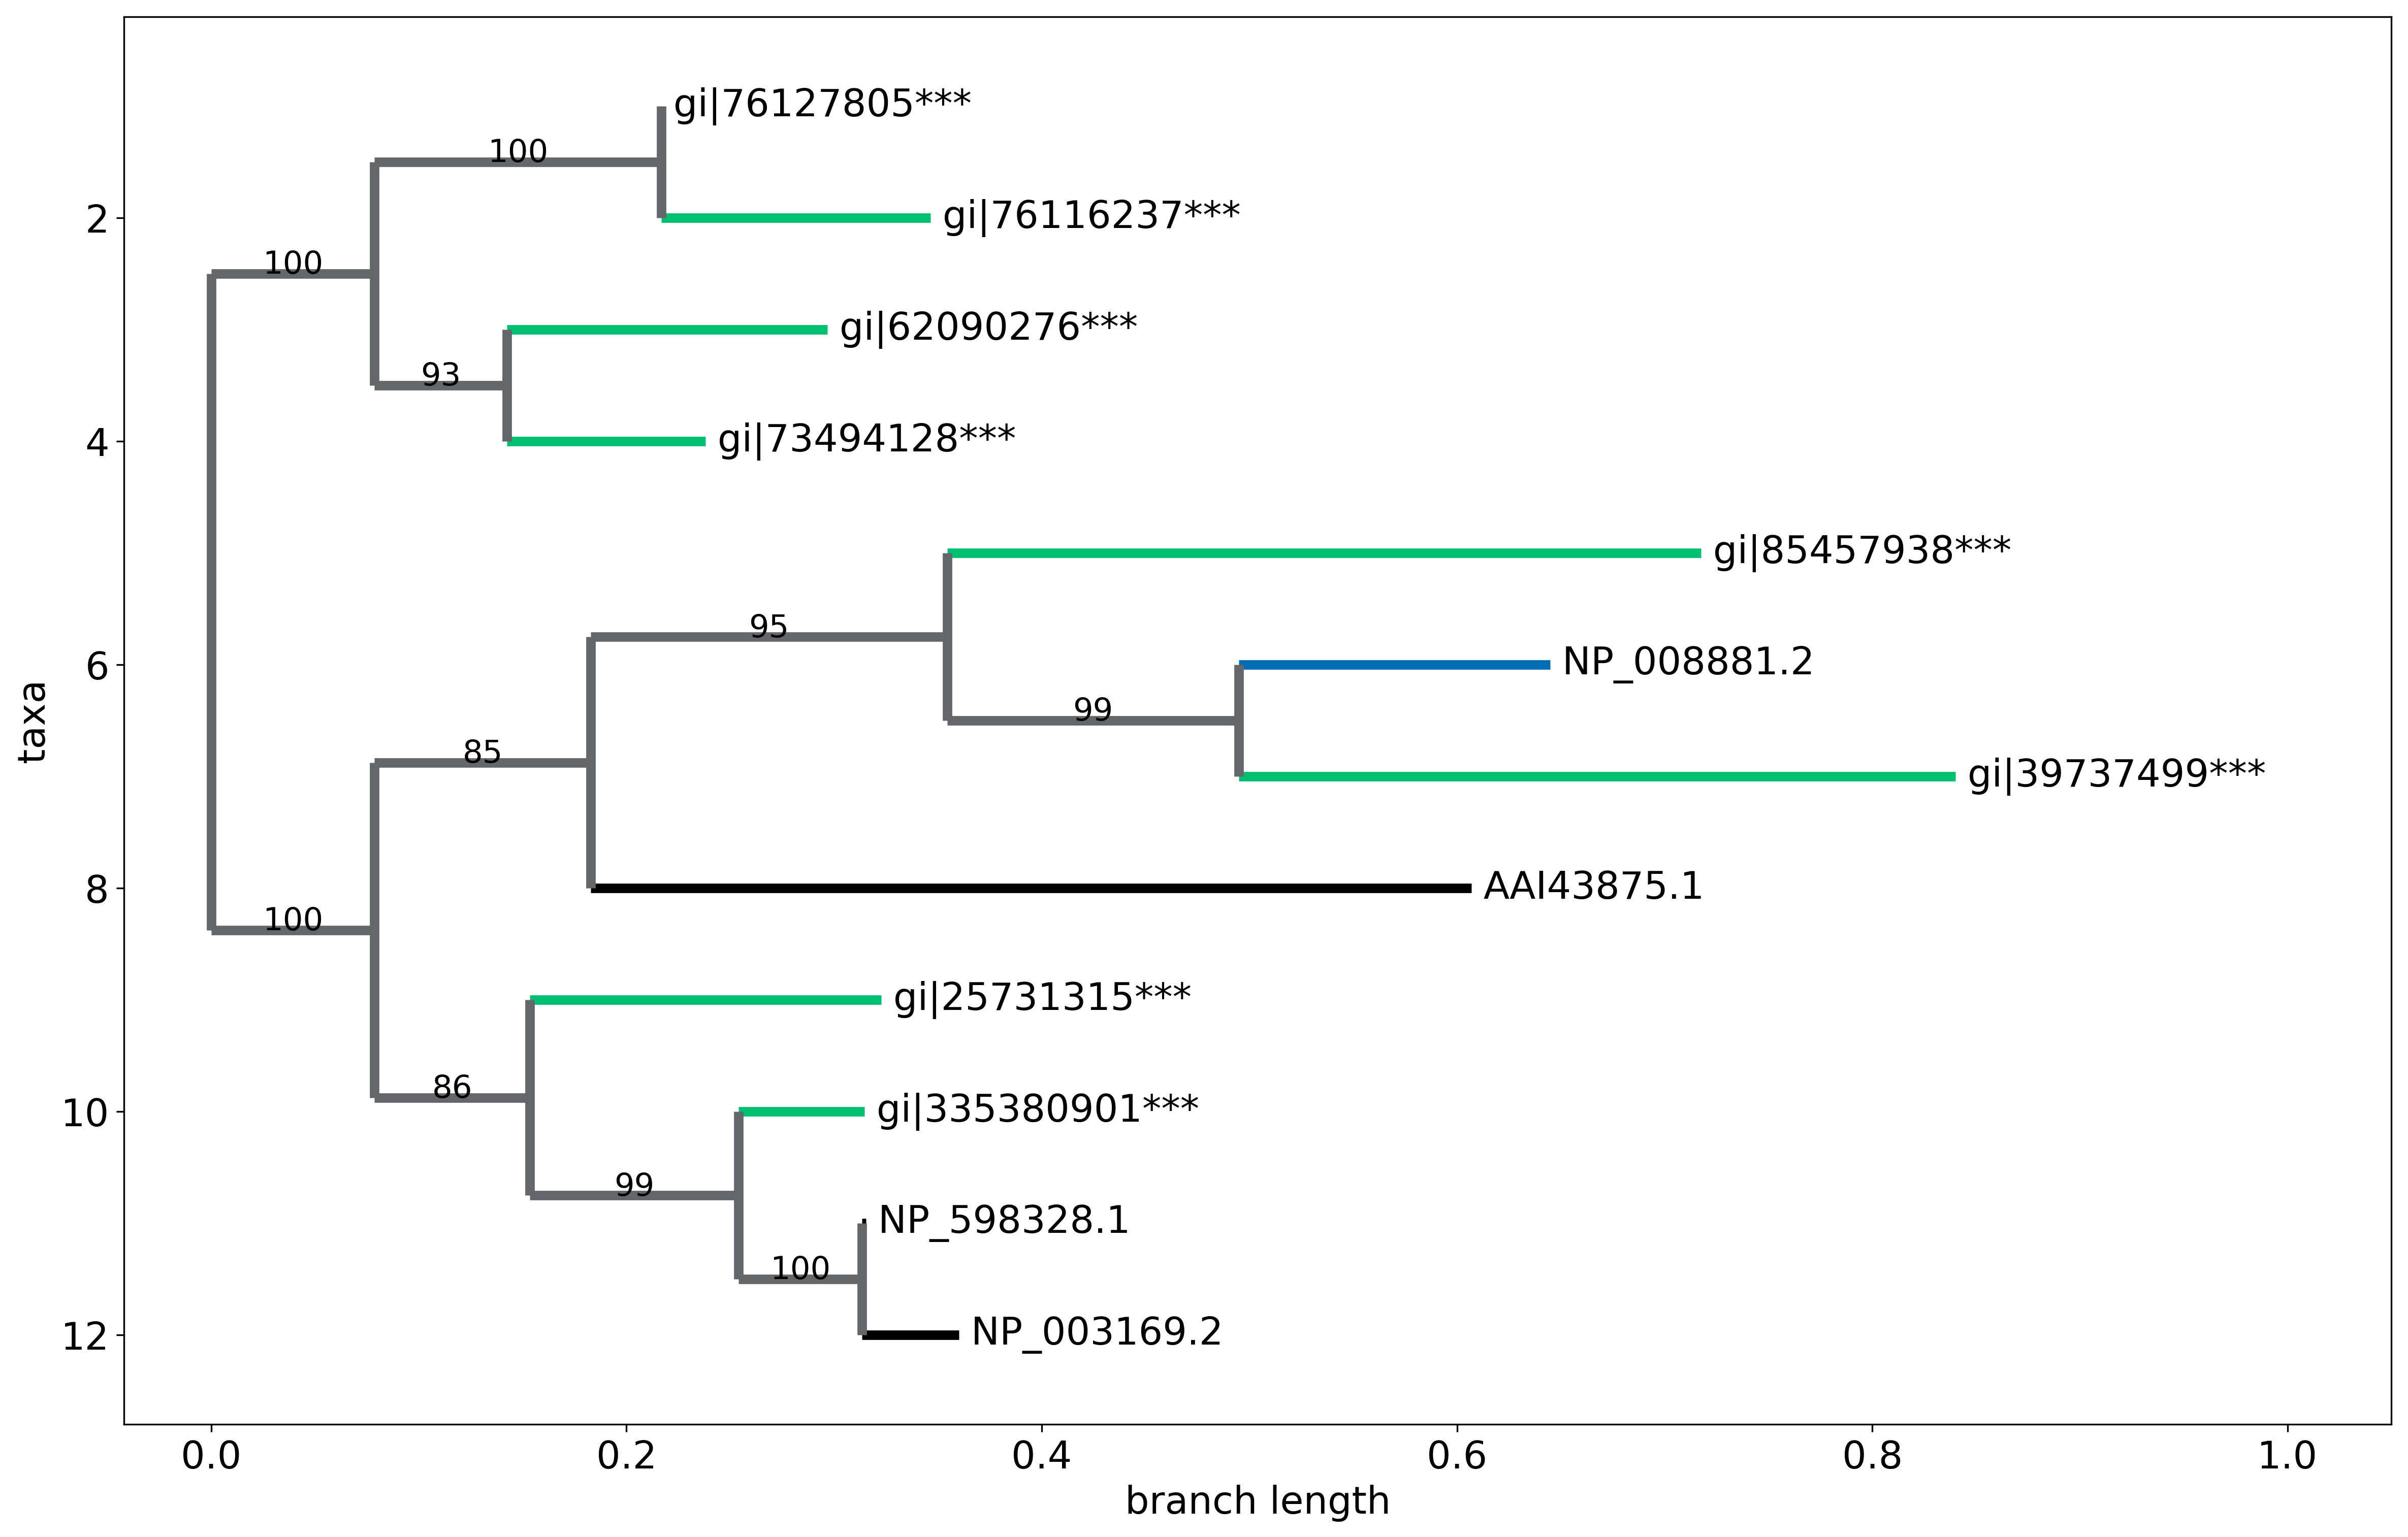 gi|76127805***
100
2
gi|76116237***
100
gi|62090276***
93
4
gi|73494128***
gi|85457938***
95
6
NP_008881.2
99
taxa
85
gi|39737499***
8
AAI43875.1
100
gi|25731315***
86
10
gi|335380901***
99
NP_598328.1
100
12
NP_003169.2
0.0 0.2 0.4 0.6 0.8 1.0
branch length